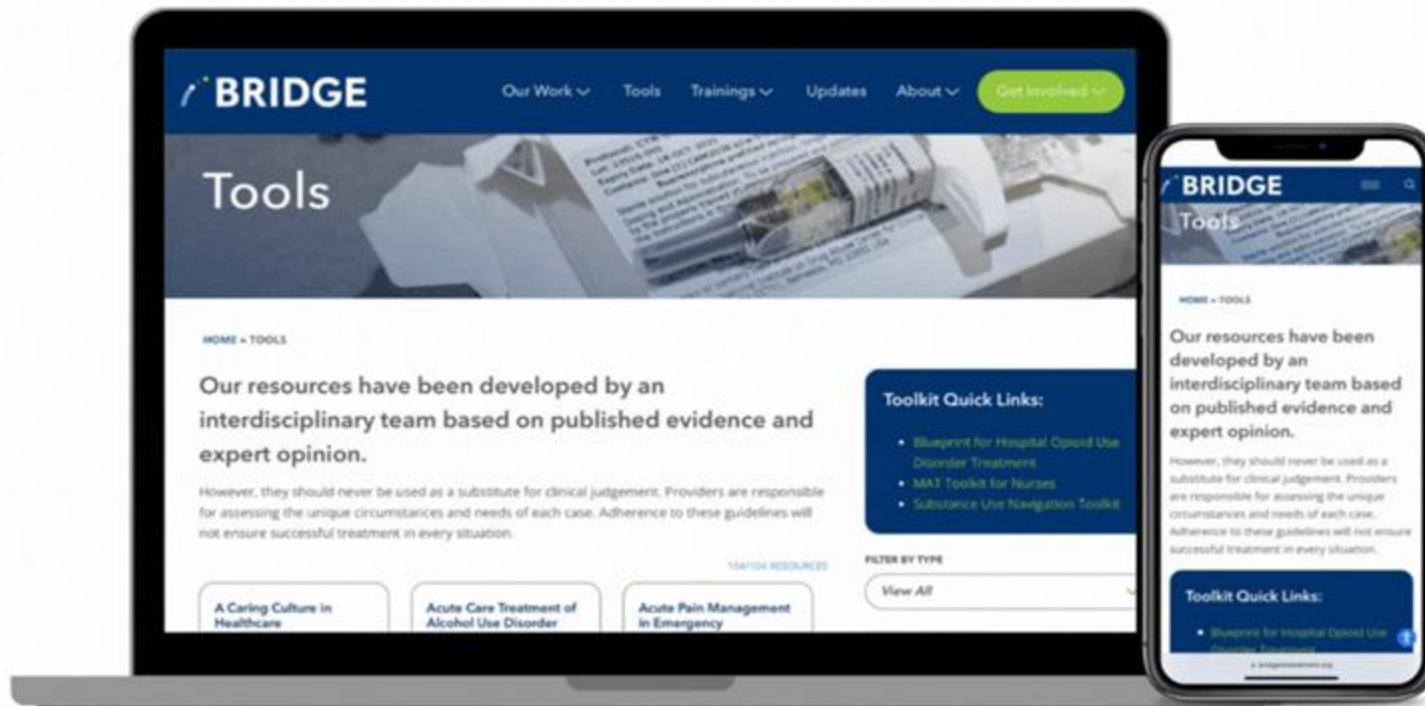 BRIDGE
Our Work
Tools
Trainings
Updates
About
Get Involved
Tools
HOME » TOOLS
Our resources have been developed by an
interdisciplinary team based on published evidence and
expert opinion.
However, they should never be used as a substitute for clinical judgement. Providers are responsible
for assessing the unique circumstances and needs of each case. Adherence to these guidelines will
not ensure successful treatment in every situation.
104/104 RESOURCES
A Caring Culture in
Healthcare
Acute Care Treatment of
Alcohol Use Disorder
Acute Pain Management
in Emergency
Toolkit Quick Links:
• Blueprint for Hospital Opioid Use
Disorder Treatment
• MAT Toolkit for Nurses
• Substance Use Navigation Toolkit
FILTER BY TYPE
View All
BRIDGE
Tools
HOME » TOOLS
Our resources have been
developed by an
interdisciplinary team based
on published evidence and
expert opinion.
However, they should never be used as a
substitute for clinical judgement. Providers
are responsible for assessing the unique
circumstances and needs of each case.
Adherence to these guidelines will not ensure
successful treatment in every situation.
Toolkit Quick Links:
• Blueprint for Hospital Opioid Use
Disorder Treatment